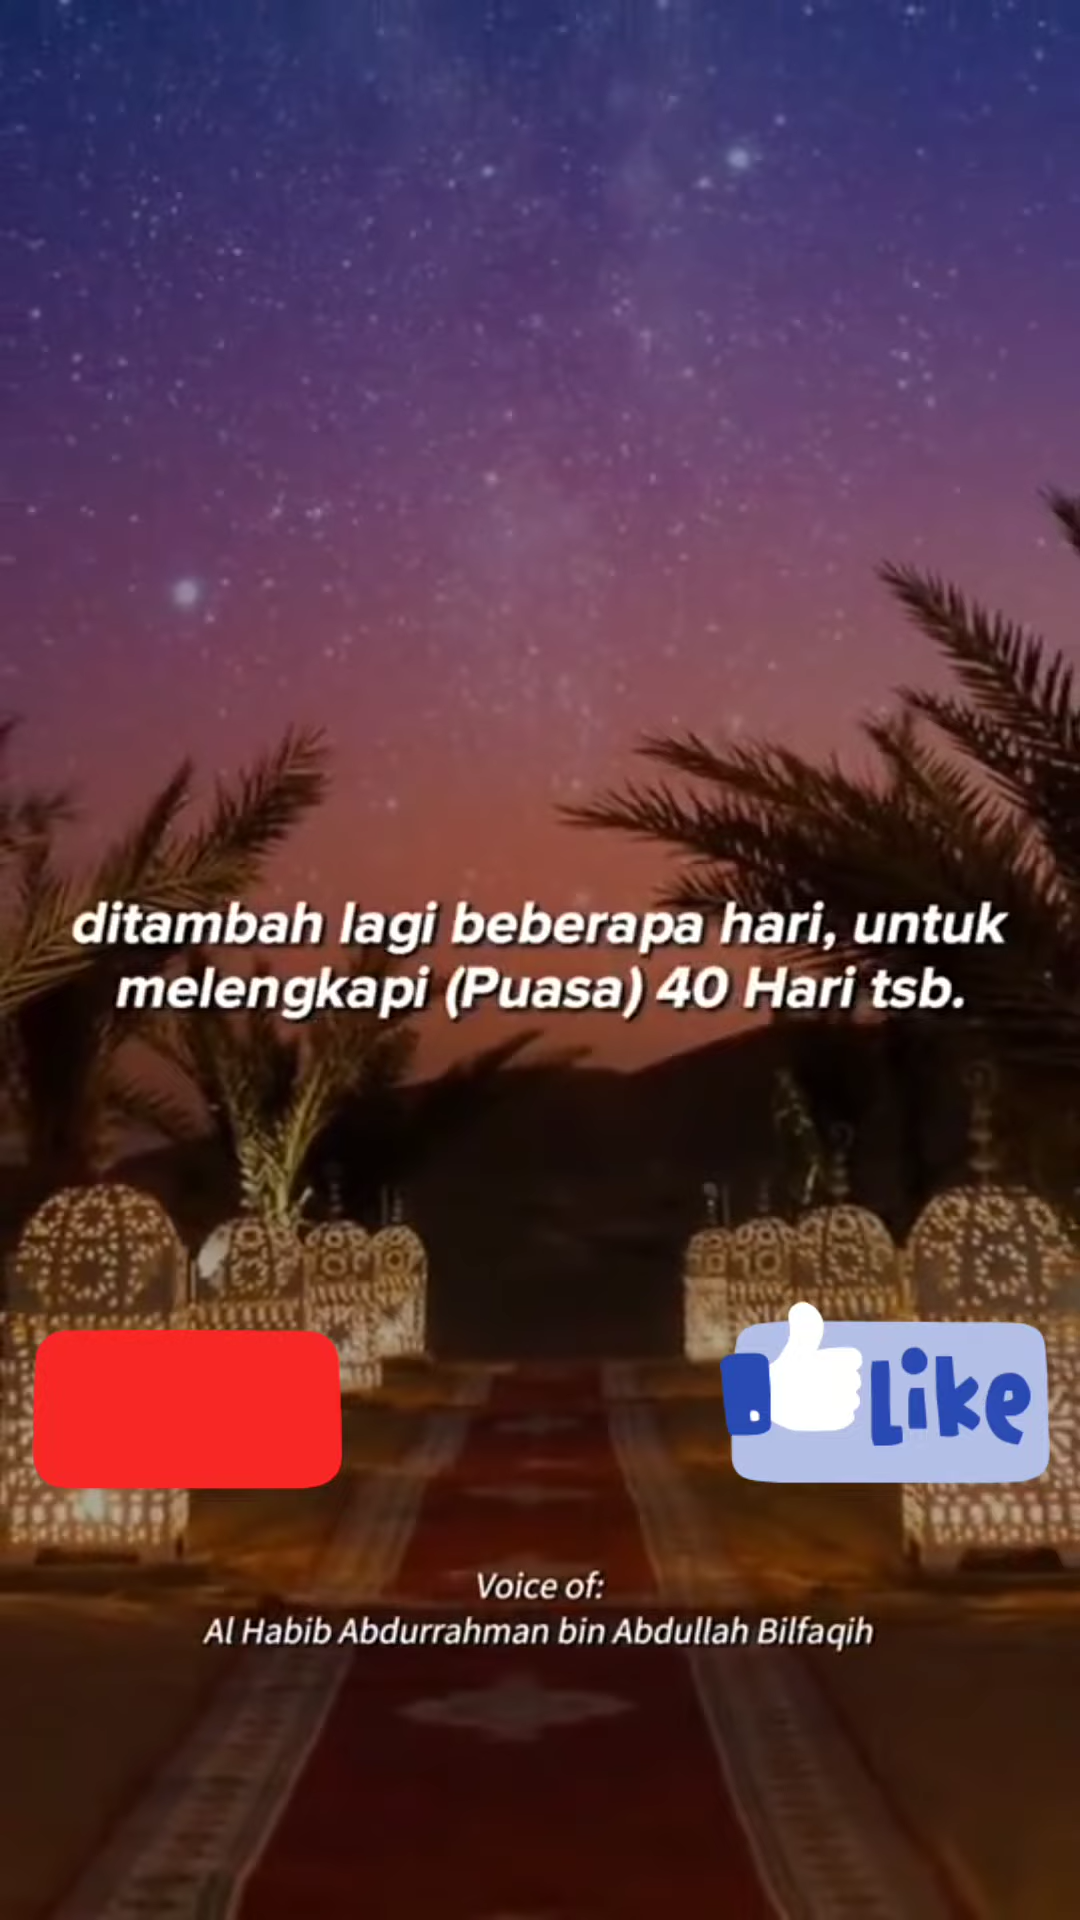 ditambah lagi beberapa hari, untuk
melengkapi (Puasa) 40 Hari tsb.
Like
Voice of:
Al Habib Abdurrahman bin Abdullah Bilfaqih